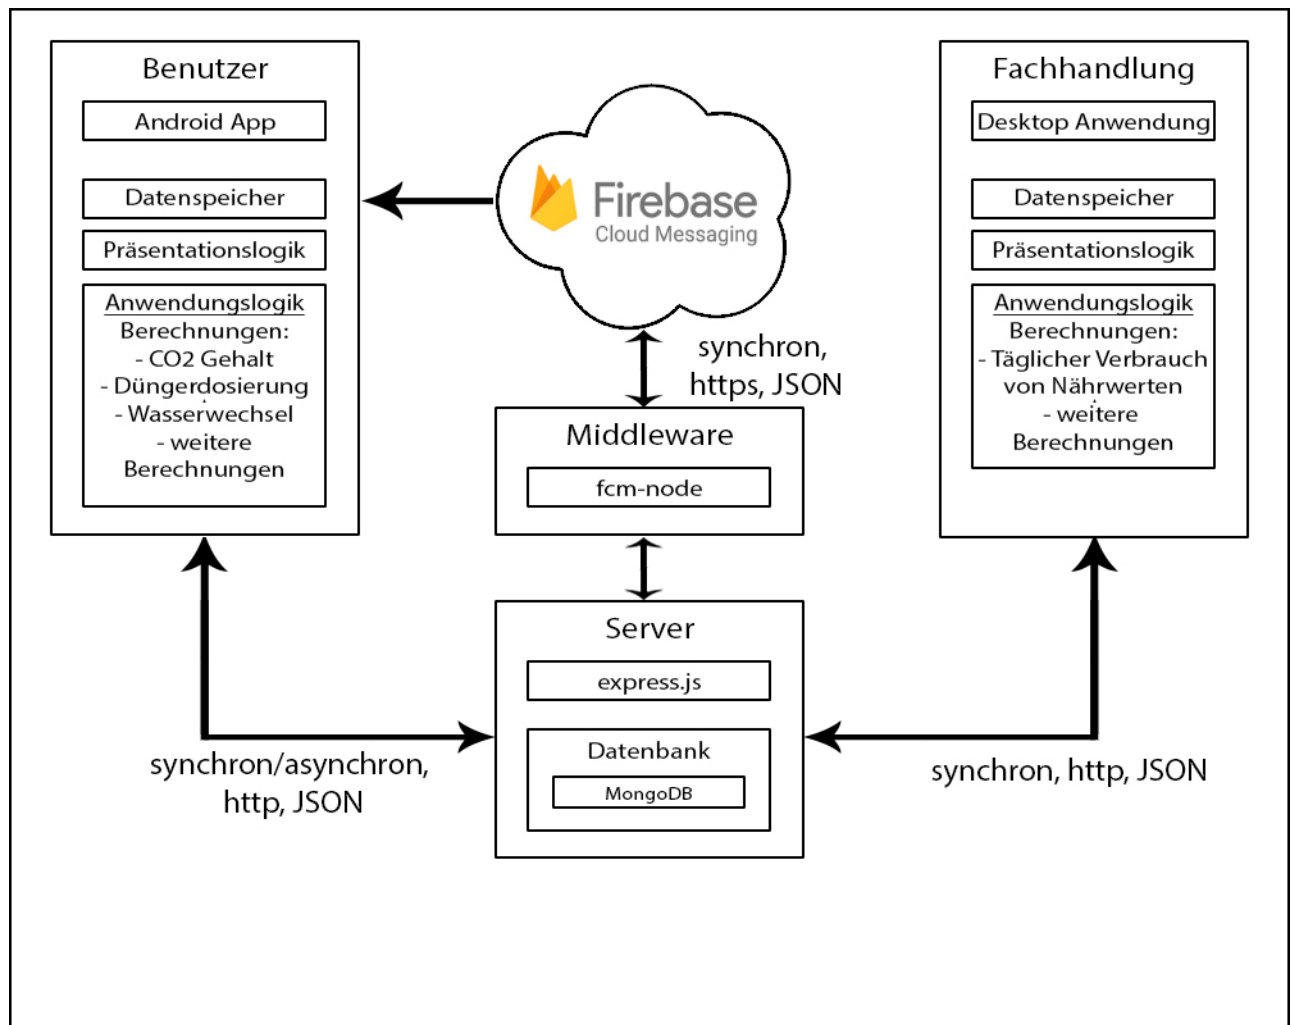 Benutzer
Android App
Datenspeicher
Präsentationslogik
Anwendungslogik
Berechnungen:
- CO2 Gehalt
- Düngerdosierung
- Wasserwechsel
- weitere
Berechnungen
Firebase
Cloud Messaging
synchron,
https, JSON
Middleware
fcm-node
Server
express.js
Datenbank
MongoDB
synchron/asynchron,
http, JSON
Fachhandlung
Desktop Anwendung
Datenspeicher
Präsentationslogik
Anwendungslogik
Berechnungen:
- Täglicher Verbrauch
von Nährwerten
- weitere
Berechnungen
synchron, http, JSON